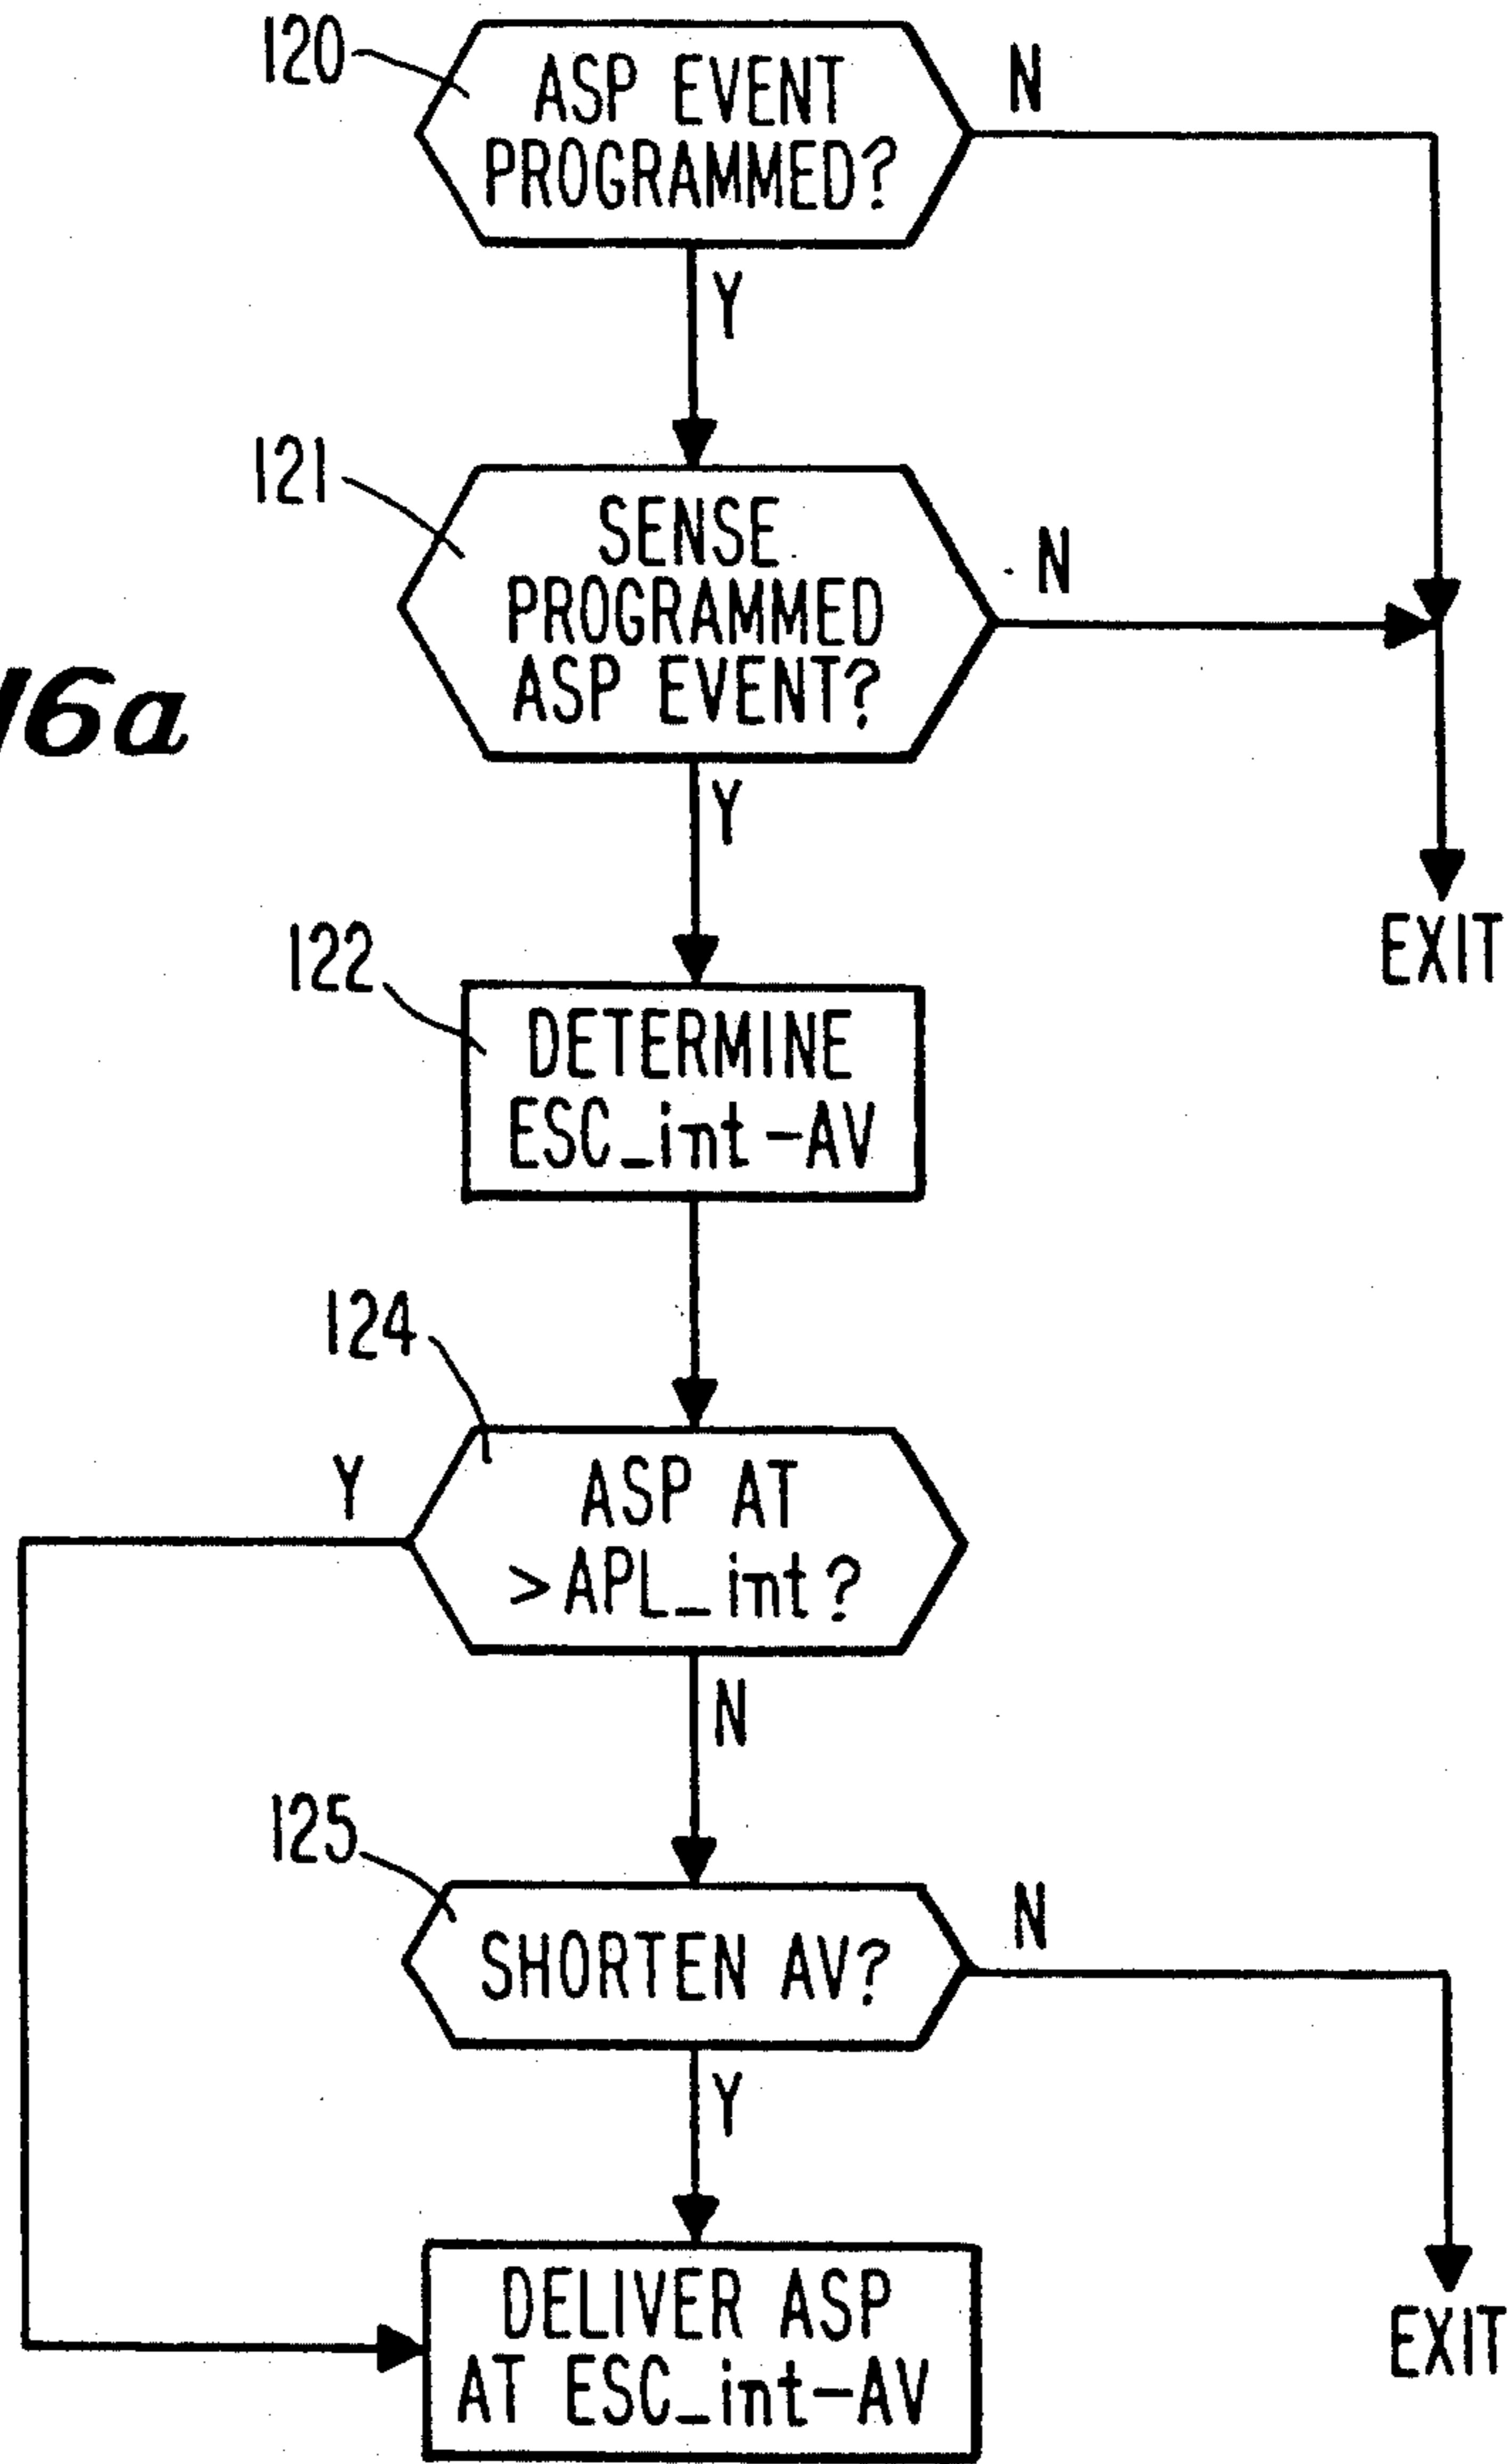 120
ASP EVENT
PROGRAMMED?
N
Y
121
SENSE
PROGRAMMED
ASP EVENT?
N
16a
Y
EXIT
122
DETERMINE
ESC_int-AV
124
Y
ASP AT
>APL_int?
N
125
SHORTEN AV?
N
Y
DELIVER ASP
AT ESC_int-AV
EXIT